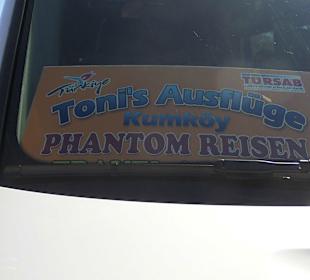 Türkiye
TÜRSAB
Toni's Ausflüge
Kumköy
PHANTOM REISEN